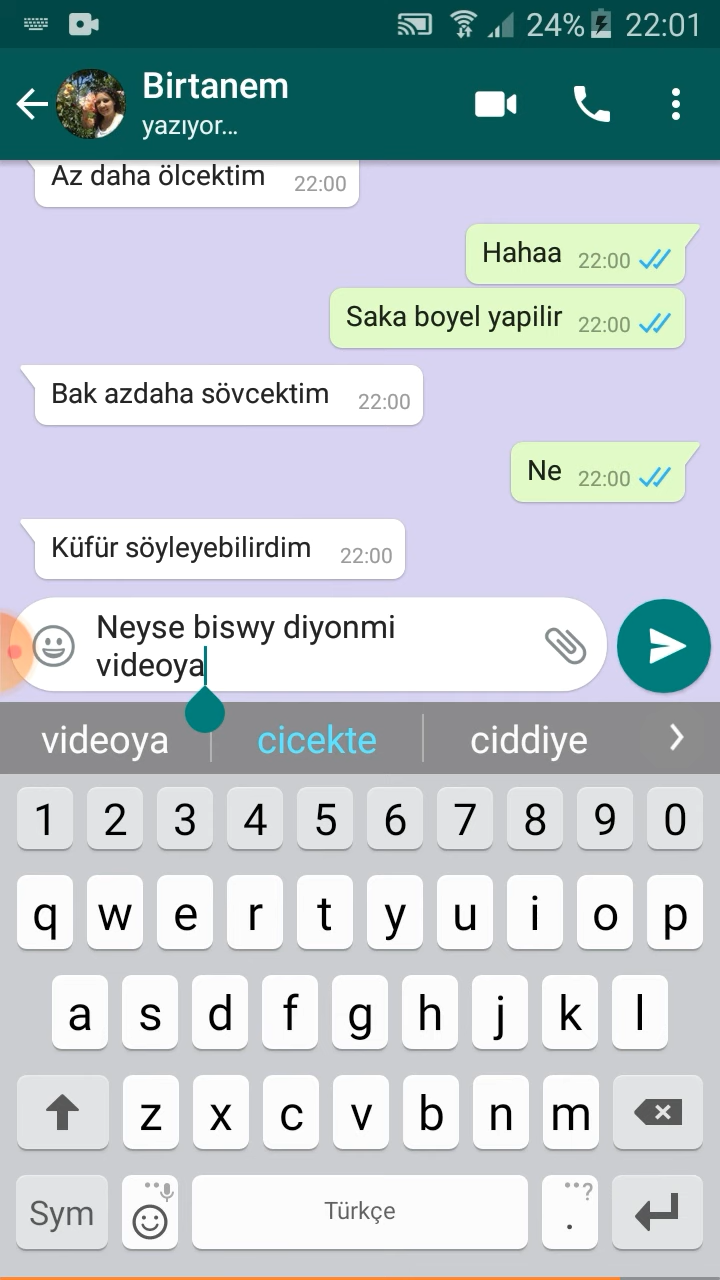 24% 22:01
Birtanem
yazıyor...
Az daha ölcektim 22:00
Hahaa 22:00
Saka boyel yapilir 22:00
Bak azdaha sövcektim 22:00
Ne 22:00
Küfür söyleyebilirdim 22:00
Neyse biswy diyonmi
videoya
videoya cicekte ciddiye
1 2 3 4 5 6 7 8 9 0
q w e r t y u i o p
a s d f g h j k l
z x c v b n m
Sym Türkçe . ?